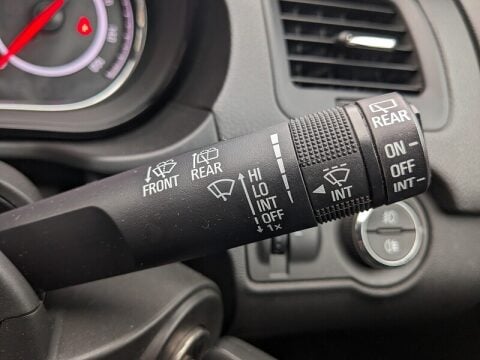 FRONT
REAR
HI
LO
INT
OFF
1x
INT
REAR
ON
OFF
INT